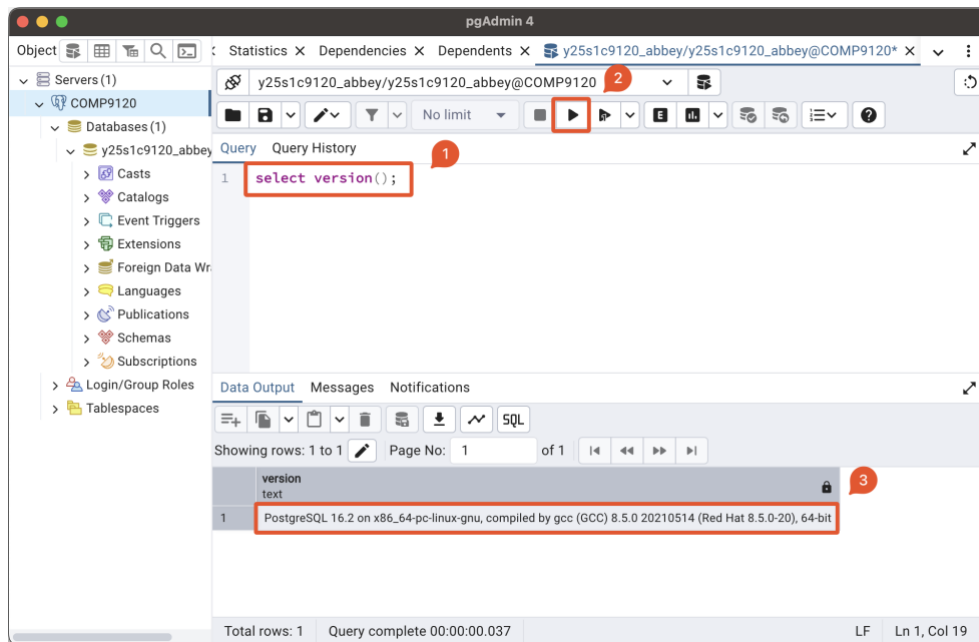 pgAdmin 4
Object
Statistics
Dependencies
Dependents
y25s1c9120_abbey/y25s1c9120_abbey@COMP9120*
Servers (1)
COMP9120
Databases (1)
y25s1c9120_abbey
Casts
Catalogs
Event Triggers
Extensions
Foreign Data Wr
Languages
Publications
Schemas
Subscriptions
Login/Group Roles
Tablespaces
y25s1c9120_abbey/y25s1c9120_abbey@COMP9120
2
No limit
E
Query Query History
1
1 select version();
Data Output Messages Notifications
SQL
Showing rows: 1 to 1 Page No: 1 of 1
version
text
3
1 PostgreSQL 16.2 on x86_64-pc-linux-gnu, compiled by gcc (GCC) 8.5.0 20210514 (Red Hat 8.5.0-20), 64-bit
Total rows: 1 Query complete 00:00:00.037 LF Ln 1, Col 19